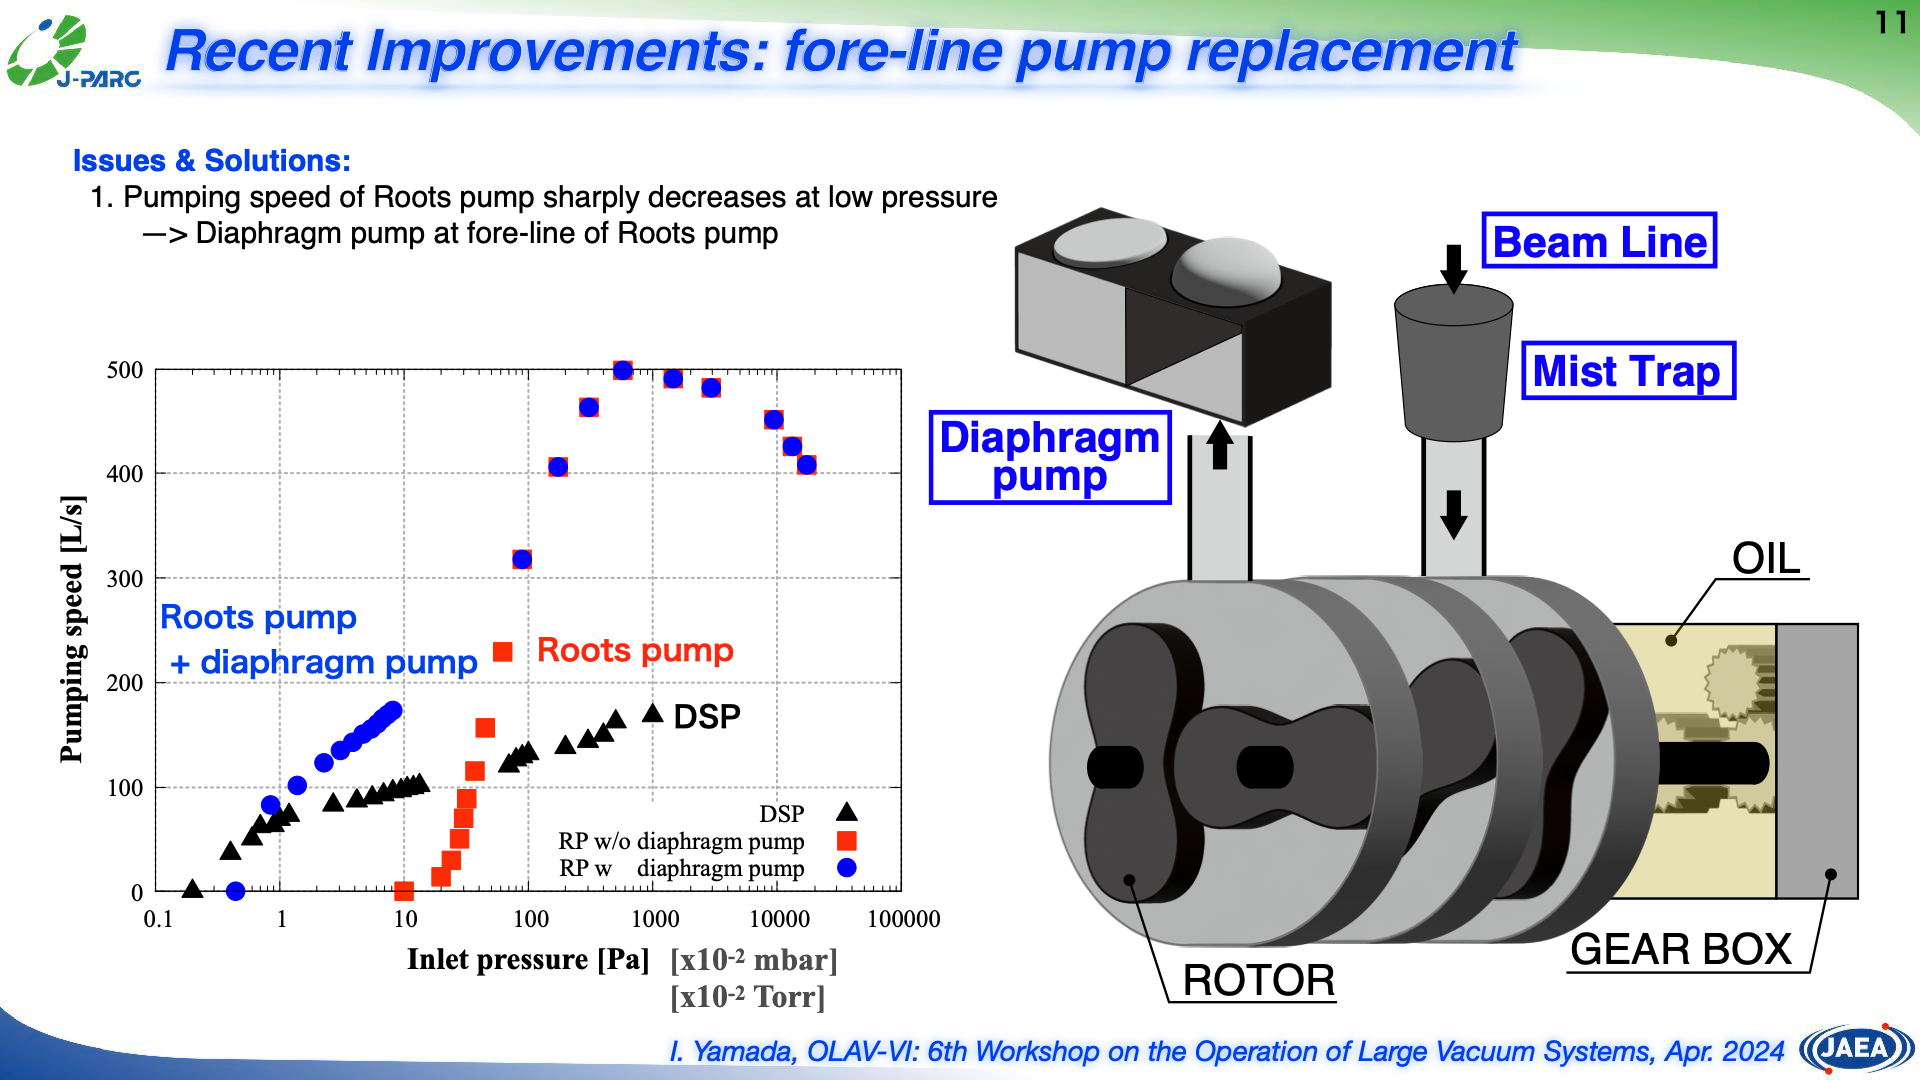 11
J-PARC
Recent Improvements: fore-line pump replacement
Issues & Solutions:
1. Pumping speed of Roots pump sharply decreases at low pressure
—> Diaphragm pump at fore-line of Roots pump
Pumping speed [L/s]
500
400
300
200
100
0
Roots pump
+ diaphragm pump
Roots pump
DSP
DSP
RP w/o diaphragm pump
RP w diaphragm pump
0.1 1 10 100 1000 10000 100000
Inlet pressure [Pa] [x10-2 mbar]
[x10-2 Torr]
Beam Line
Mist Trap
Diaphragm
pump
OIL
GEAR BOX
ROTOR
I. Yamada, OLAV-VI: 6th Workshop on the Operation of Large Vacuum Systems, Apr. 2024
JAEA